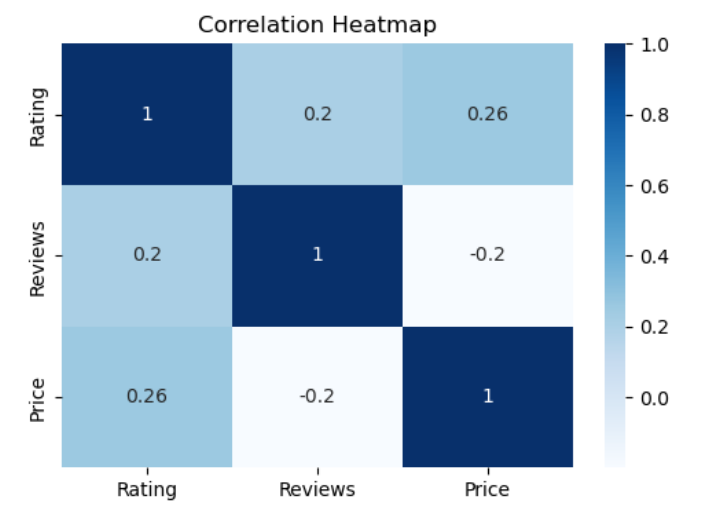 Correlation Heatmap
Rating 1 0.2 0.26
Reviews 0.2 1 -0.2
Price 0.26 -0.2 1
Rating Reviews Price
1.0
0.8
0.6
0.4
0.2
0.0